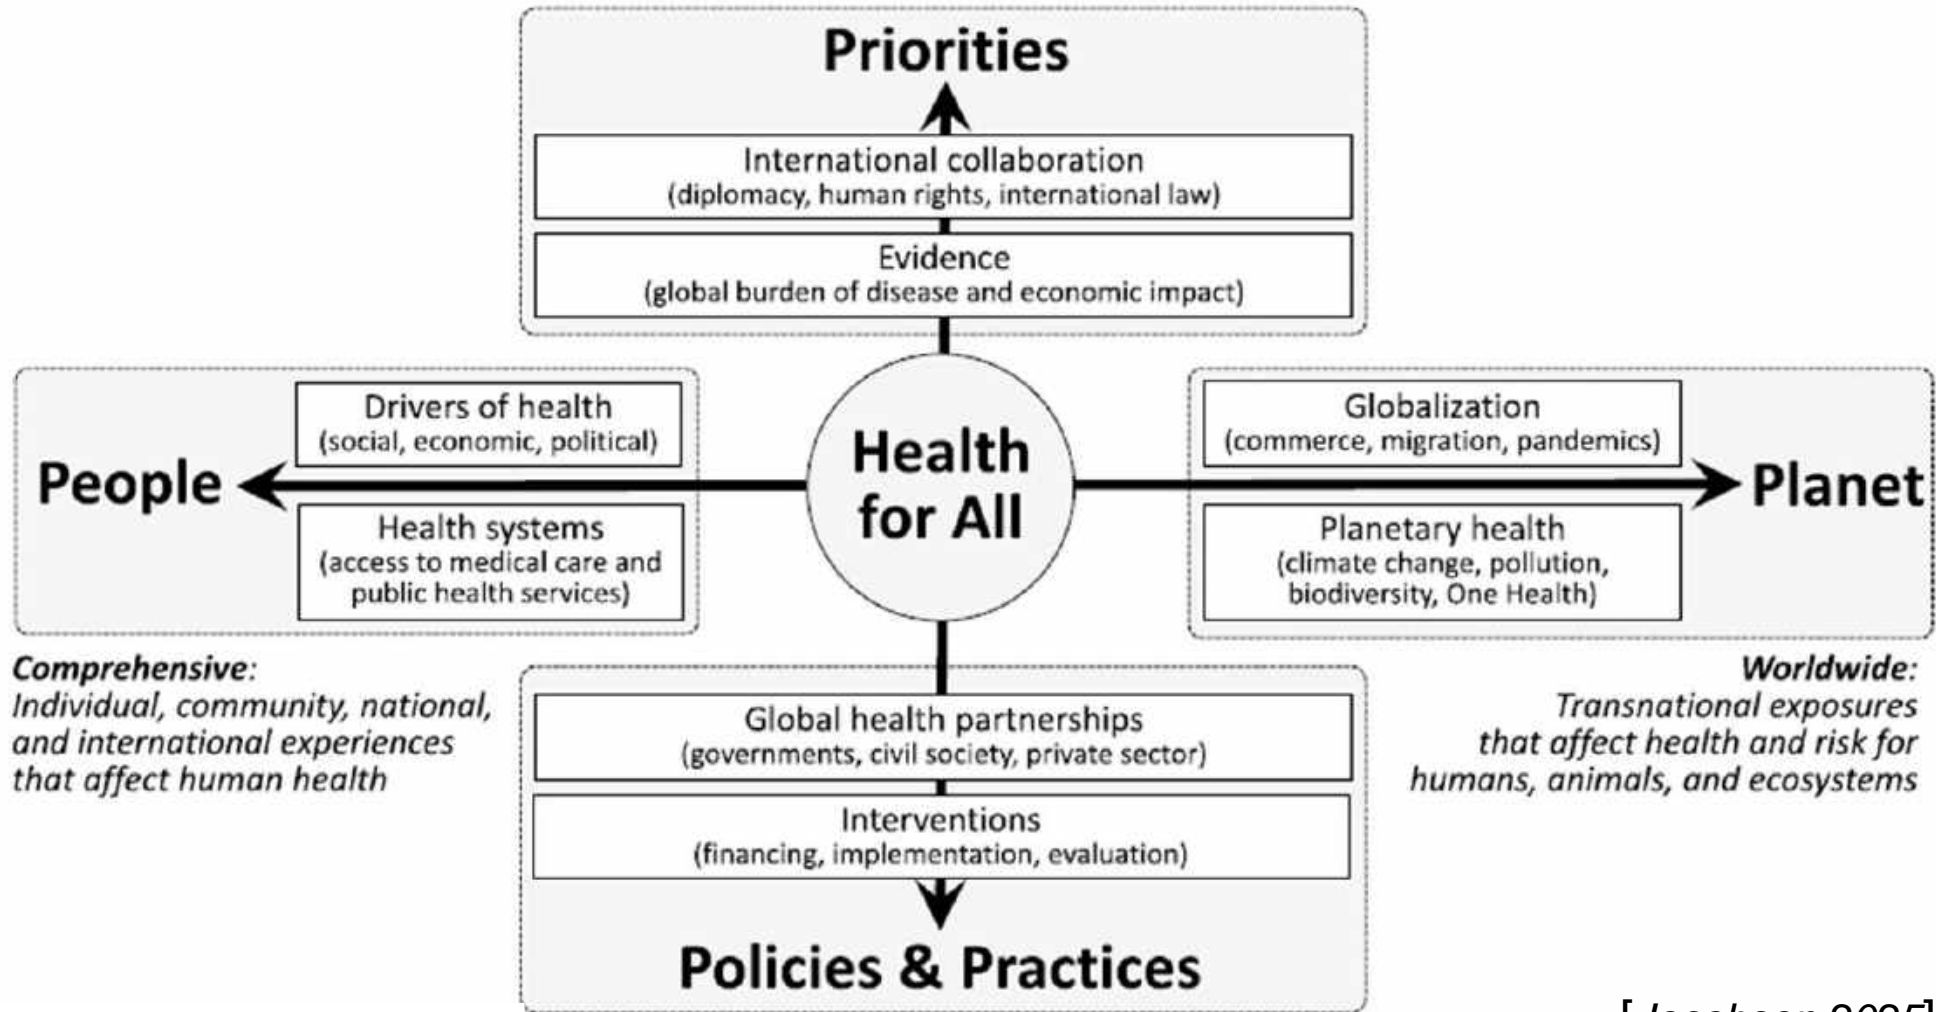 Priorities
International collaboration
(diplomacy, human rights, international law)
Evidence
(global burden of disease and economic impact)
People
Drivers of health
(social, economic, political)
Health systems
(access to medical care and
public health services)
Health
for All
Globalization
(commerce, migration, pandemics)
Planetary health
(climate change, pollution,
biodiversity, One Health)
Planet
Comprehensive:
Individual, community, national,
and international experiences
that affect human health
Worldwide:
Transnational exposures
that affect health and risk for
humans, animals, and ecosystems
Global health partnerships
(governments, civil society, private sector)
Interventions
(financing, implementation, evaluation)
Policies & Practices